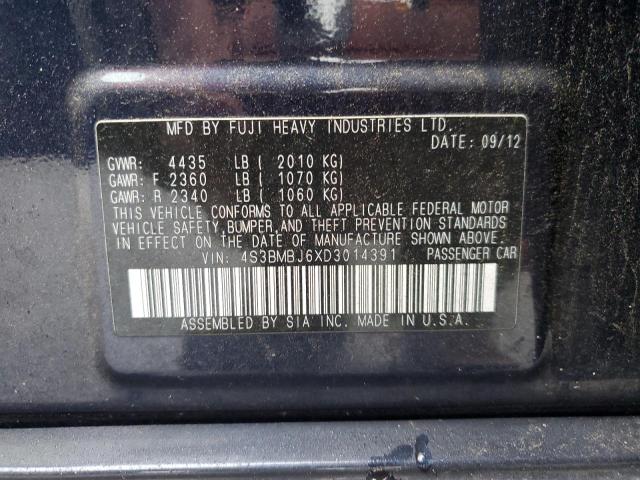 MFD BY FUJI HEAVY INDUSTRIES LTD.
DATE: 09/12
GVWR: 4435 LB ( 2010 KG)
GAWR: F 2360 LB ( 1070 KG)
GAWR: R 2340 LB ( 1060 KG)
THIS VEHICLE CONFORMS TO ALL APPLICABLE FEDERAL MOTOR
VEHICLE SAFETY, BUMPER, AND THEFT PREVENTION STANDARDS
IN EFFECT ON THE DATE OF MANUFACTURE SHOWN ABOVE.
VIN: 4S3BMBJ6XD3014391 PASSENGER CAR
ASSEMBLED BY SIA INC. MADE IN U.S.A.